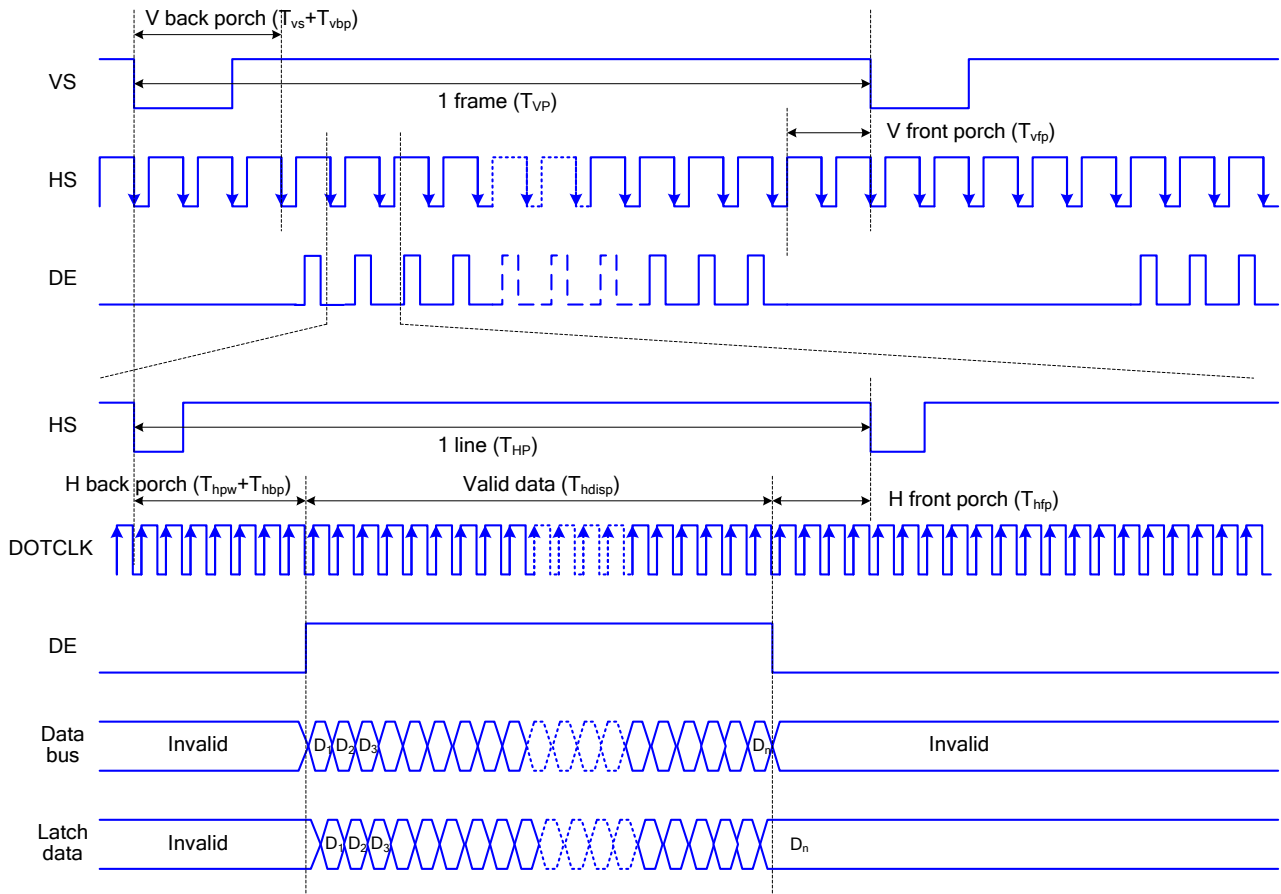 V back porch (Tvs+Tvbp)
VS
1 frame (TVP)
V front porch (Tvfp)
HS
DE
HS
1 line (THP)
H back porch (Thpw+Thbp)
Valid data (Thdisp)
H front porch (Thfp)
DOTCLK
DE
Data
bus
Invalid
D1 D2 D3
Dn
Invalid
Latch
data
Invalid
D1 D2 D3
Dn